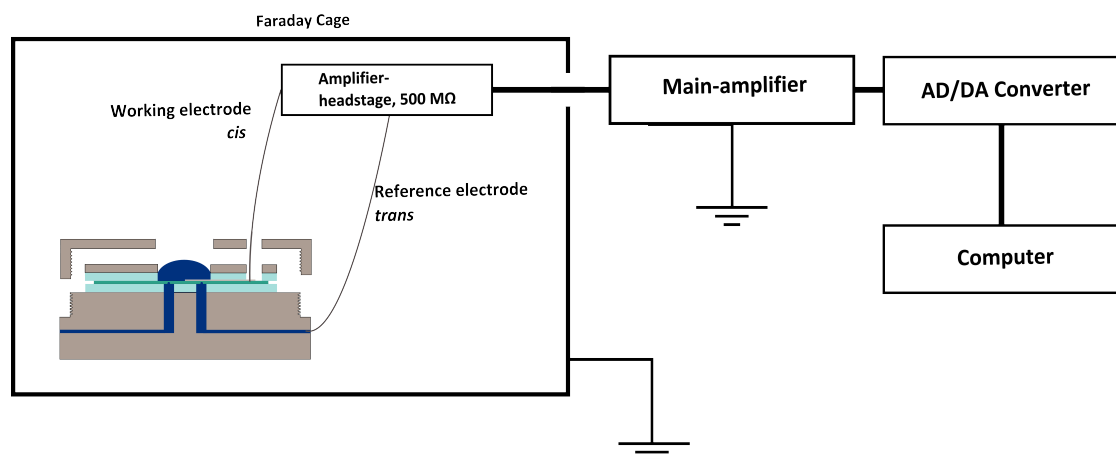 Faraday Cage
Amplifier-
headstage, 500 MΩ
Main-amplifier
AD/DA Converter
Working electrode
cis
Reference electrode
trans
Computer